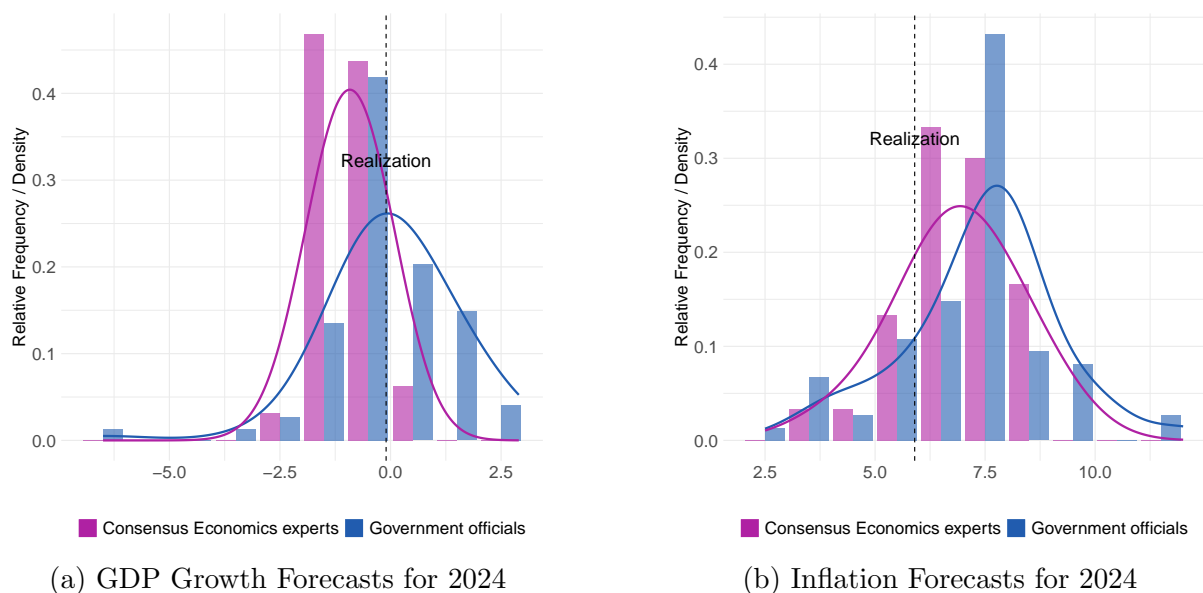 Relative Frequency / Density
0.4
0.3
0.2
0.1
0.0
Realization
−5.0 −2.5 0.0 2.5
Consensus Economics experts Government officials
(a) GDP Growth Forecasts for 2024
Relative Frequency / Density
0.4
0.3
0.2
0.1
0.0
Realization
2.5 5.0 7.5 10.0
Consensus Economics experts Government officials
(b) Inflation Forecasts for 2024